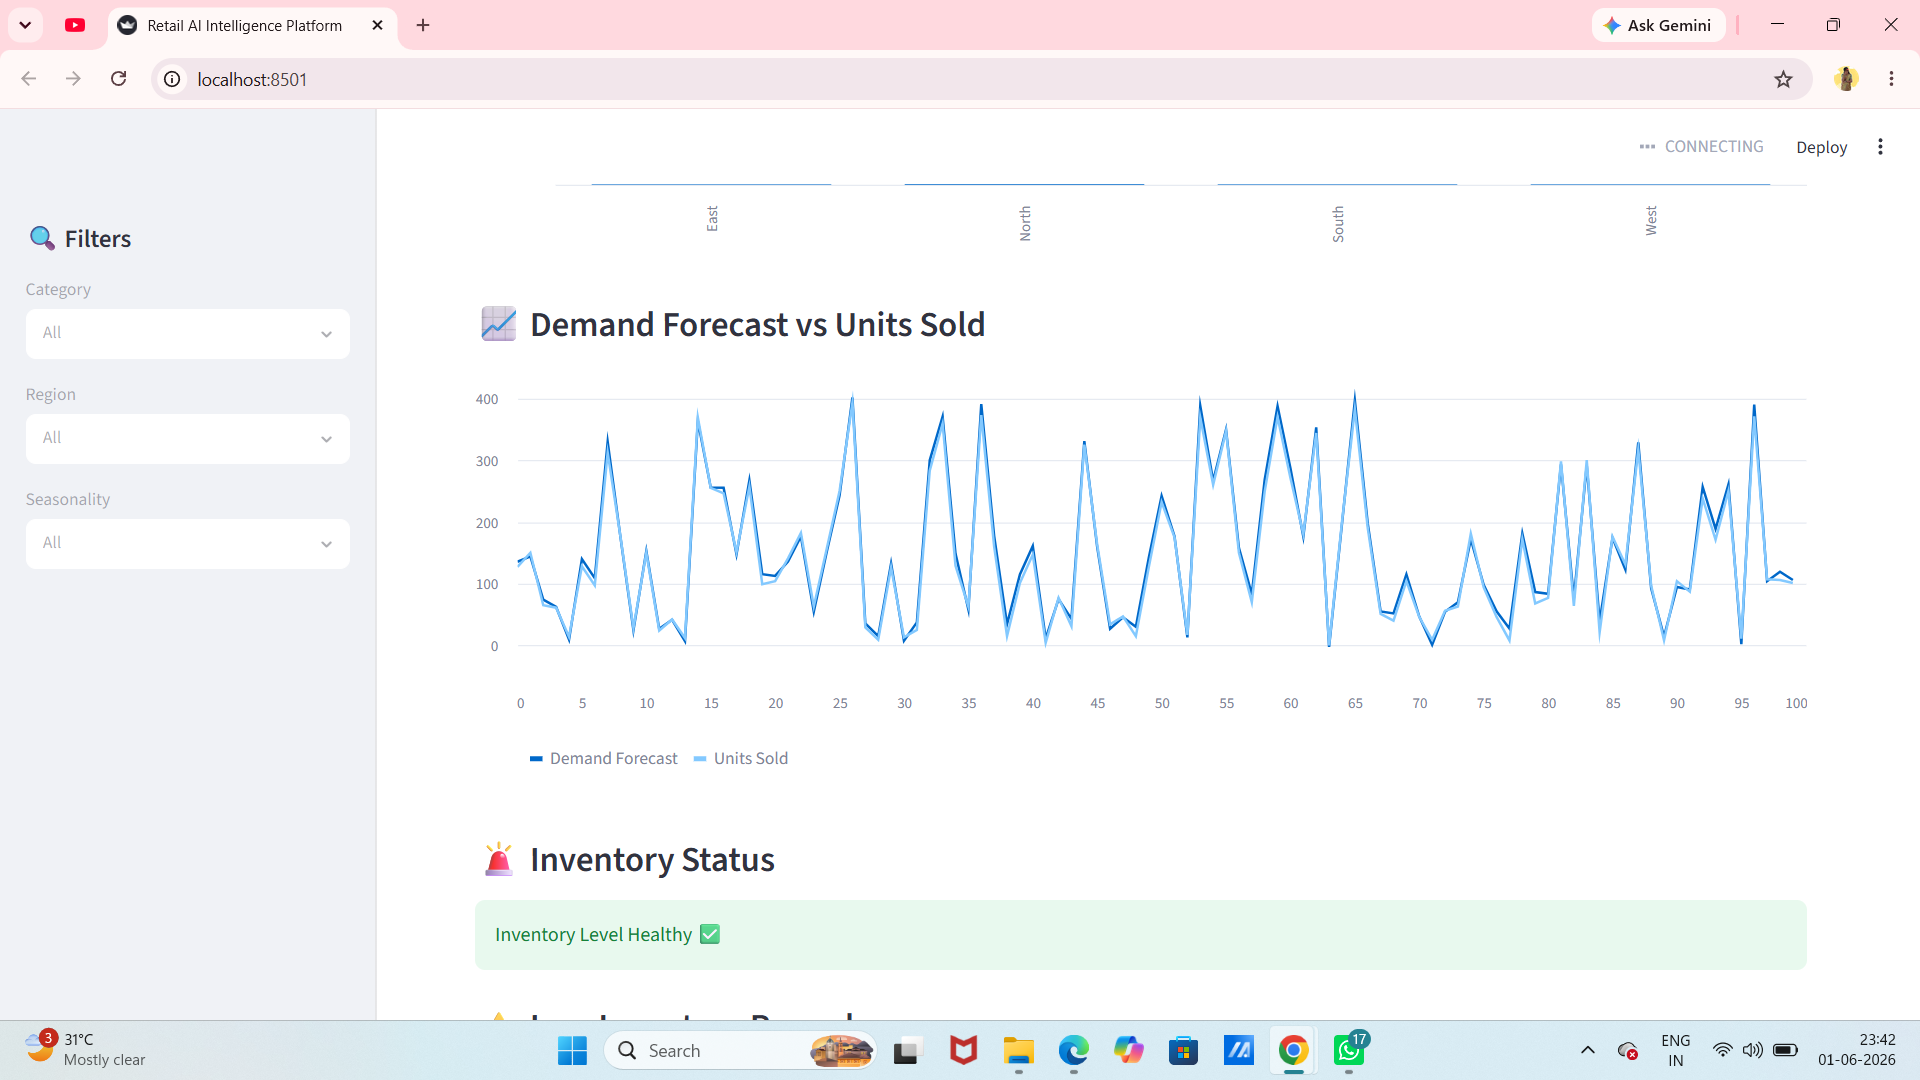 Retail AI Intelligence Platform
Ask Gemini
localhost:8501
CONNECTING
Deploy
Filters
Category
All
Region
All
Seasonality
All
East
North
South
West
Demand Forecast vs Units Sold
400
300
200
100
0
0 5 10 15 20 25 30 35 40 45 50 55 60 65 70 75 80 85 90 95 100
Demand Forecast Units Sold
Inventory Status
Inventory Level Healthy
3
31°C
Mostly clear
Search
17
ENG
IN
23:42
01-06-2026